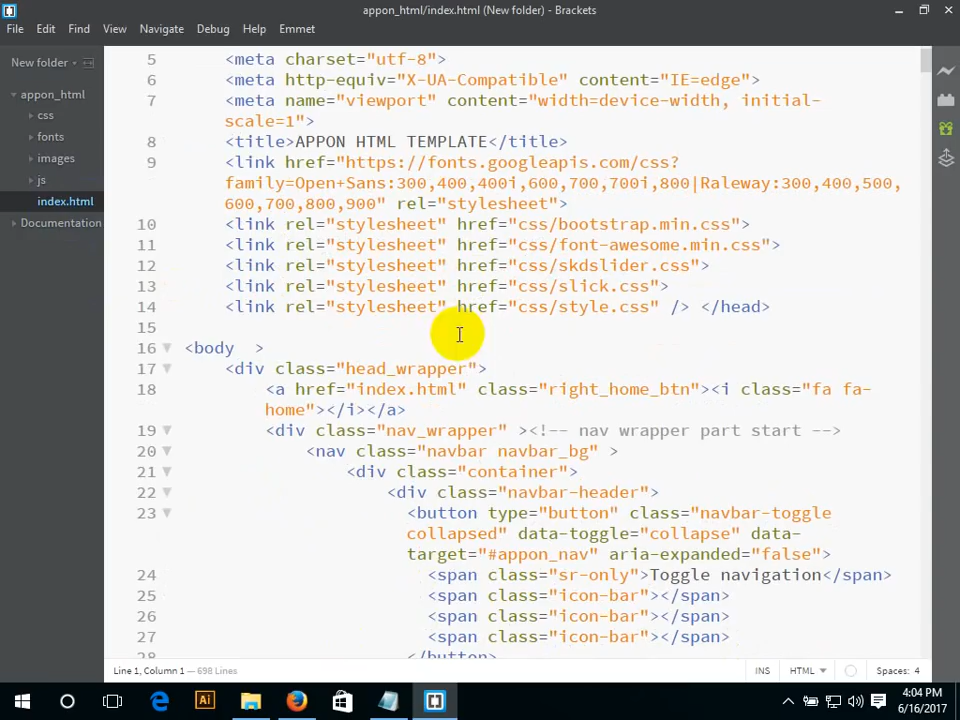 appon_html/index.html (New folder) - Brackets
File Edit Find View Navigate Debug Help Emmet
New folder
appon_html
css
fonts
images
js
index.html
Documentation
5 <meta charset="utf-8">
6 <meta http-equiv="X-UA-Compatible" content="IE=edge">
7 <meta name="viewport" content="width=device-width, initial-
scale=1">
8 <title>APPON HTML TEMPLATE</title>
9 <link href="https://fonts.googleapis.com/css?
family=Open+Sans:300,400,400i,600,700,700i,800|Raleway:300,400,500,
600,700,800,900" rel="stylesheet">
10 <link rel="stylesheet" href="css/bootstrap.min.css">
11 <link rel="stylesheet" href="css/font-awesome.min.css">
12 <link rel="stylesheet" href="css/skdslider.css">
13 <link rel="stylesheet" href="css/slick.css">
14 <link rel="stylesheet" href="css/style.css" /> </head>
15
16 <body  >
17 <div class="head_wrapper">
18 <a href="index.html" class="right_home_btn"><i class="fa fa-
home"></i></a>
19 <div class="nav_wrapper" ><!-- nav wrapper part start -->
20 <nav class="navbar navbar_bg" >
21 <div class="container">
22 <div class="navbar-header">
23 <button type="button" class="navbar-toggle
collapsed" data-toggle="collapse" data-
target="#appon_nav" aria-expanded="false">
24 <span class="sr-only">Toggle navigation</span>
25 <span class="icon-bar"></span>
26 <span class="icon-bar"></span>
27 <span class="icon-bar"></span>
28 </button>
Line 1, Column 1 — 698 Lines
INS HTML Spaces: 4
Ai
4:04 PM
6/16/2017